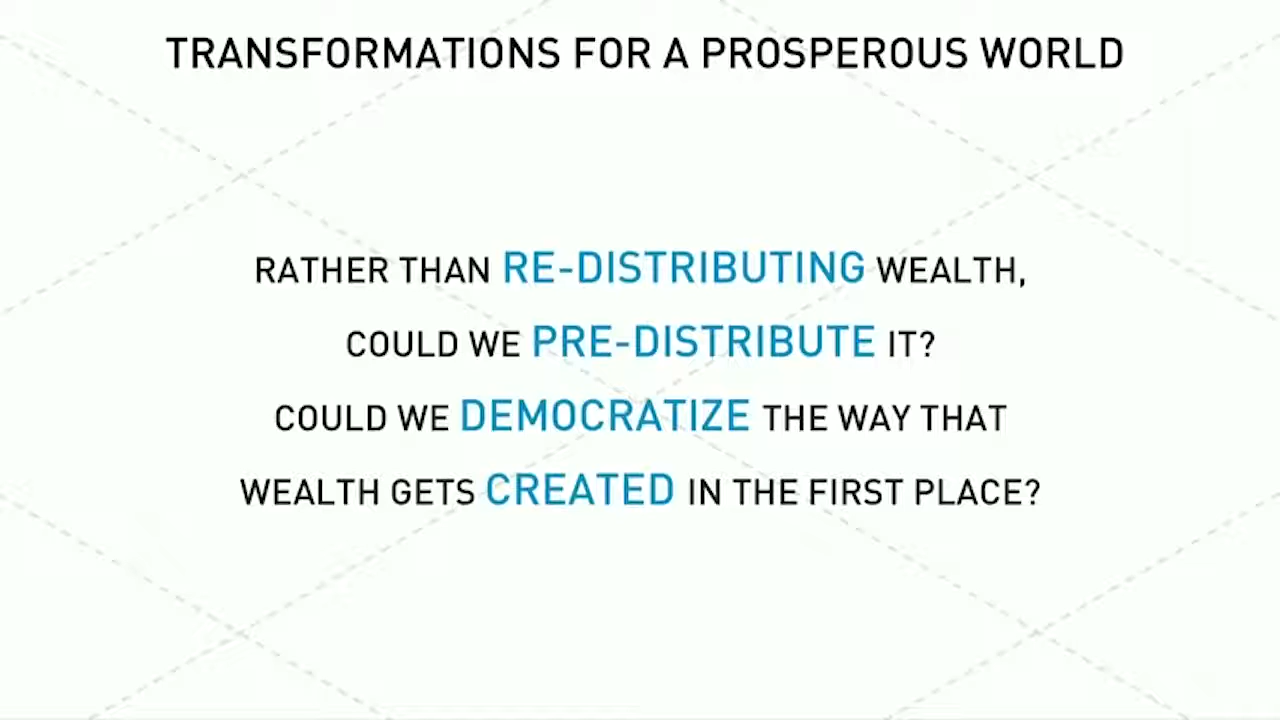 TRANSFORMATIONS FOR A PROSPEROUS WORLD
RATHER THAN RE-DISTRIBUTING WEALTH,
COULD WE PRE-DISTRIBUTE IT?
COULD WE DEMOCRATIZE THE WAY THAT
WEALTH GETS CREATED IN THE FIRST PLACE?